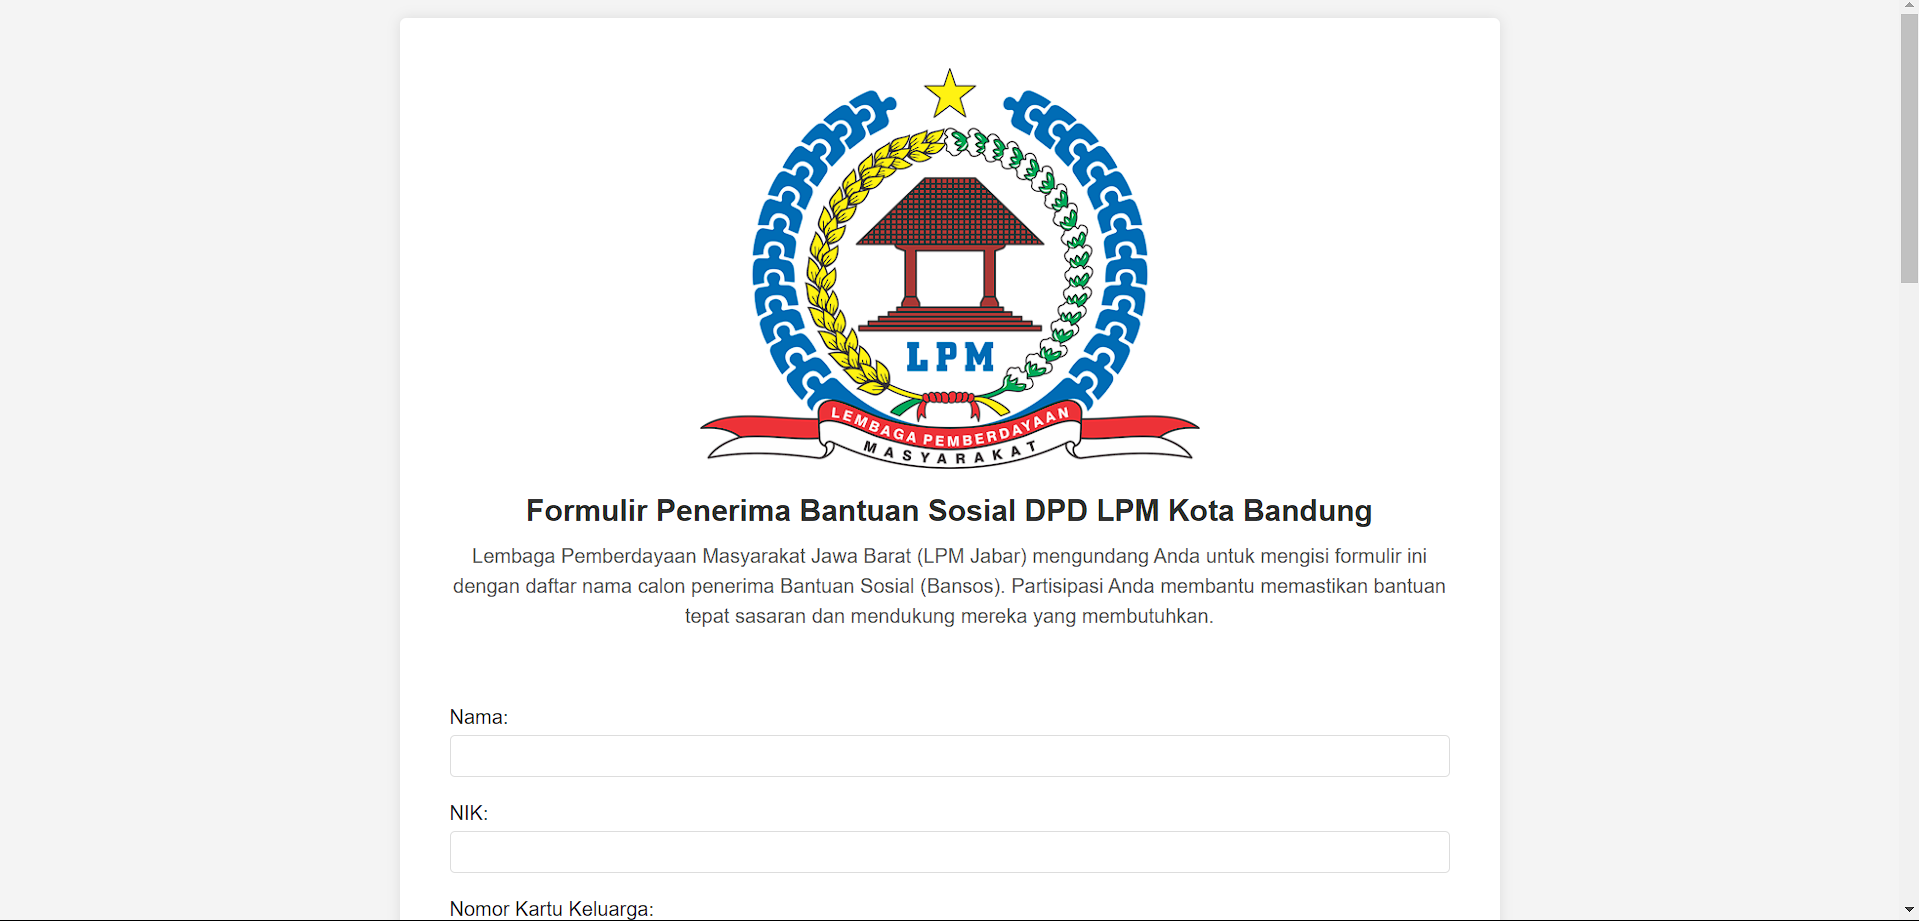 LPM
LEMBAGA PEMBERDAYAAN
MASYARAKAT
Formulir Penerima Bantuan Sosial DPD LPM Kota Bandung
Lembaga Pemberdayaan Masyarakat Jawa Barat (LPM Jabar) mengundang Anda untuk mengisi formulir ini
dengan daftar nama calon penerima Bantuan Sosial (Bansos). Partisipasi Anda membantu memastikan bantuan
tepat sasaran dan mendukung mereka yang membutuhkan.
Nama:
NIK:
Nomor Kartu Keluarga: